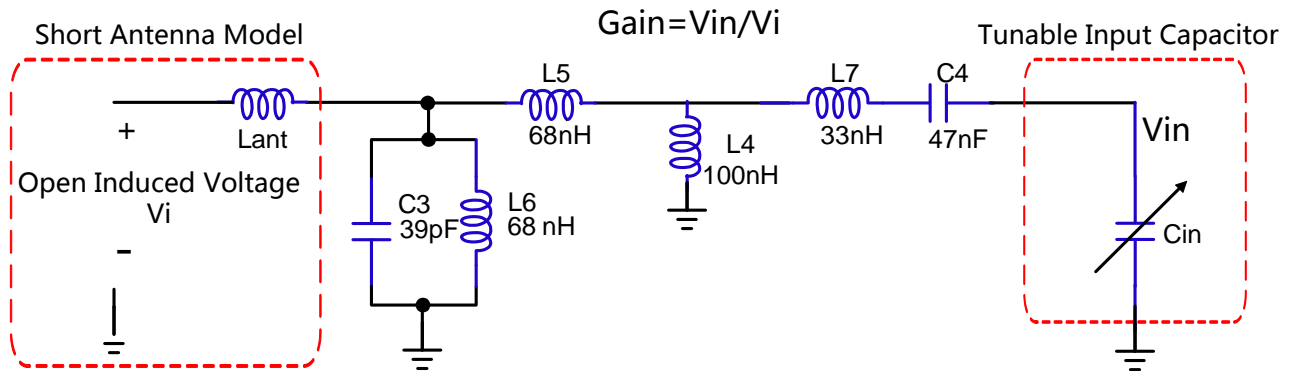 Gain=Vin/Vi
Short Antenna Model
Tunable Input Capacitor
Lant
+
Open Induced Voltage
Vi
-
C3
39pF
L6
68 nH
L5
68nH
L4
100nH
L7
33nH
C4
47nF
Vin
Cin